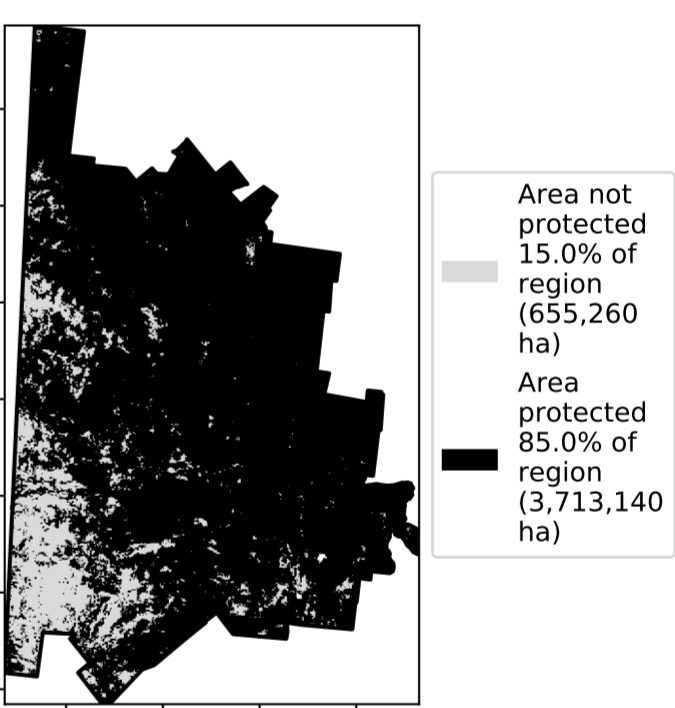 Area not
protected
15.0% of
region
(655,260
ha)
Area
protected
85.0% of
region
(3,713,140
ha)